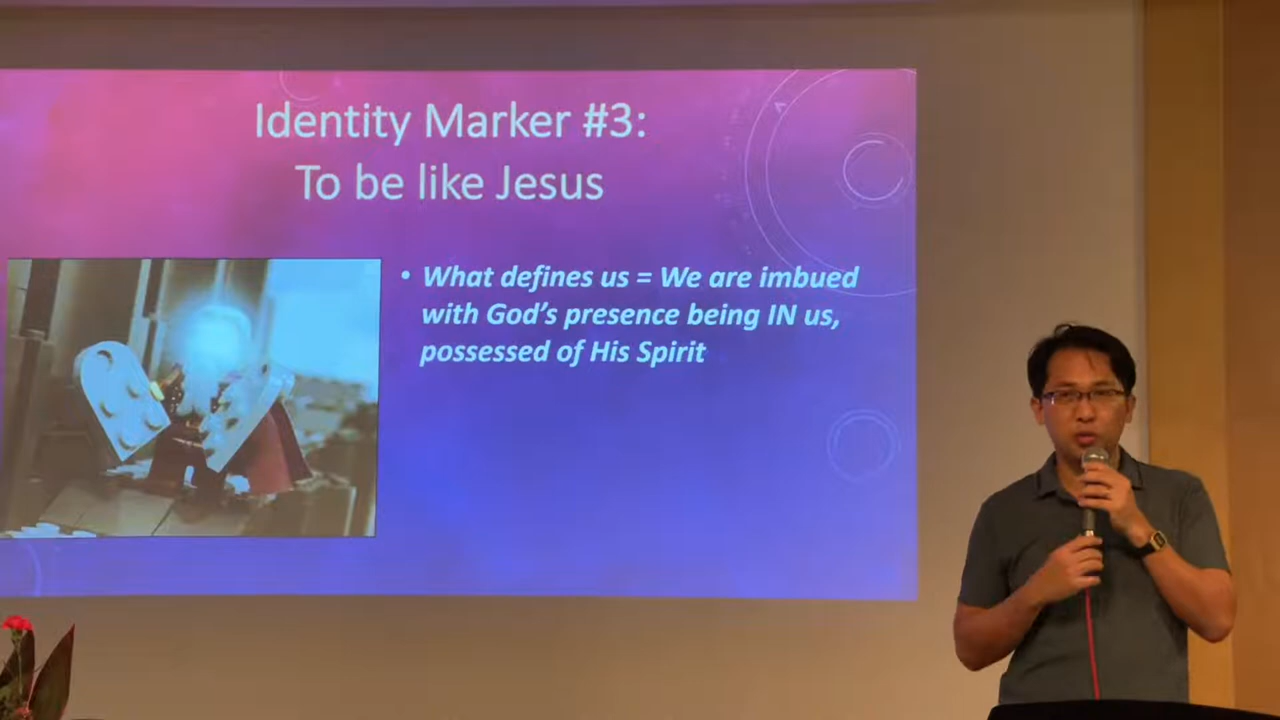 Identity Marker #3:
To be like Jesus
• What defines us = We are imbued
with God's presence being IN us,
possessed of His Spirit